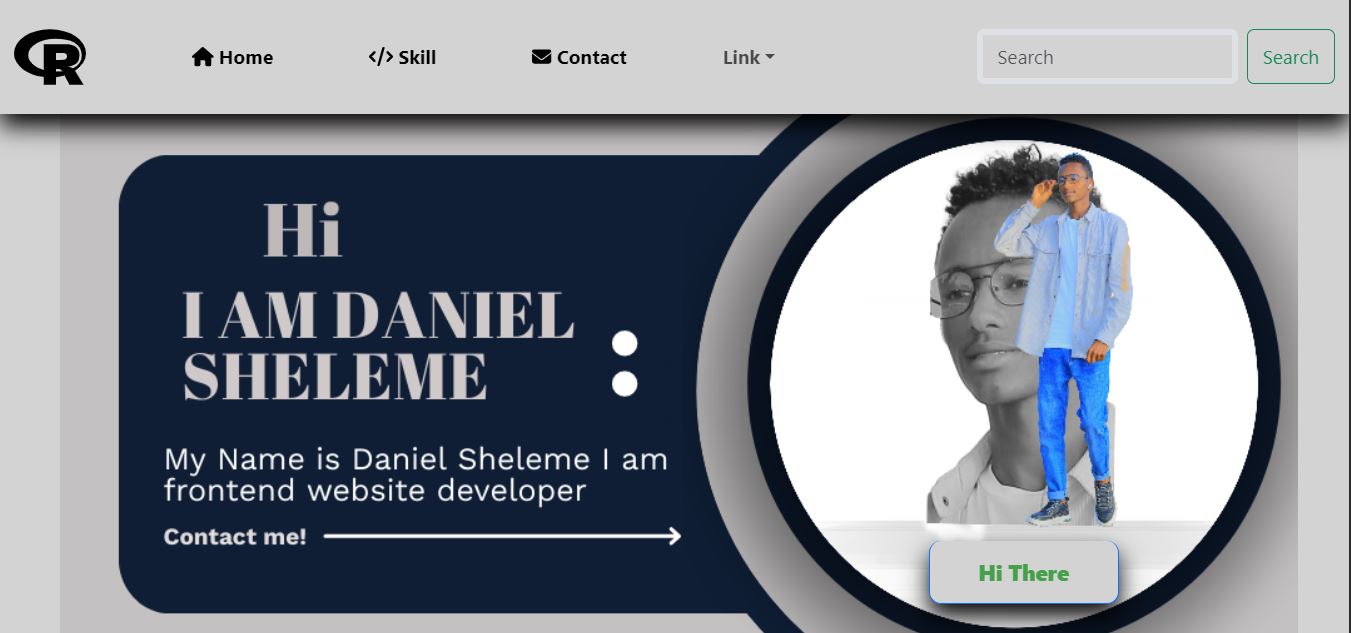 R
Home
Skill
Contact
Link
Search
Search
Hi
I AM DANIEL
SHELEME
My Name is Daniel Sheleme I am
frontend website developer
Contact me!
Hi There